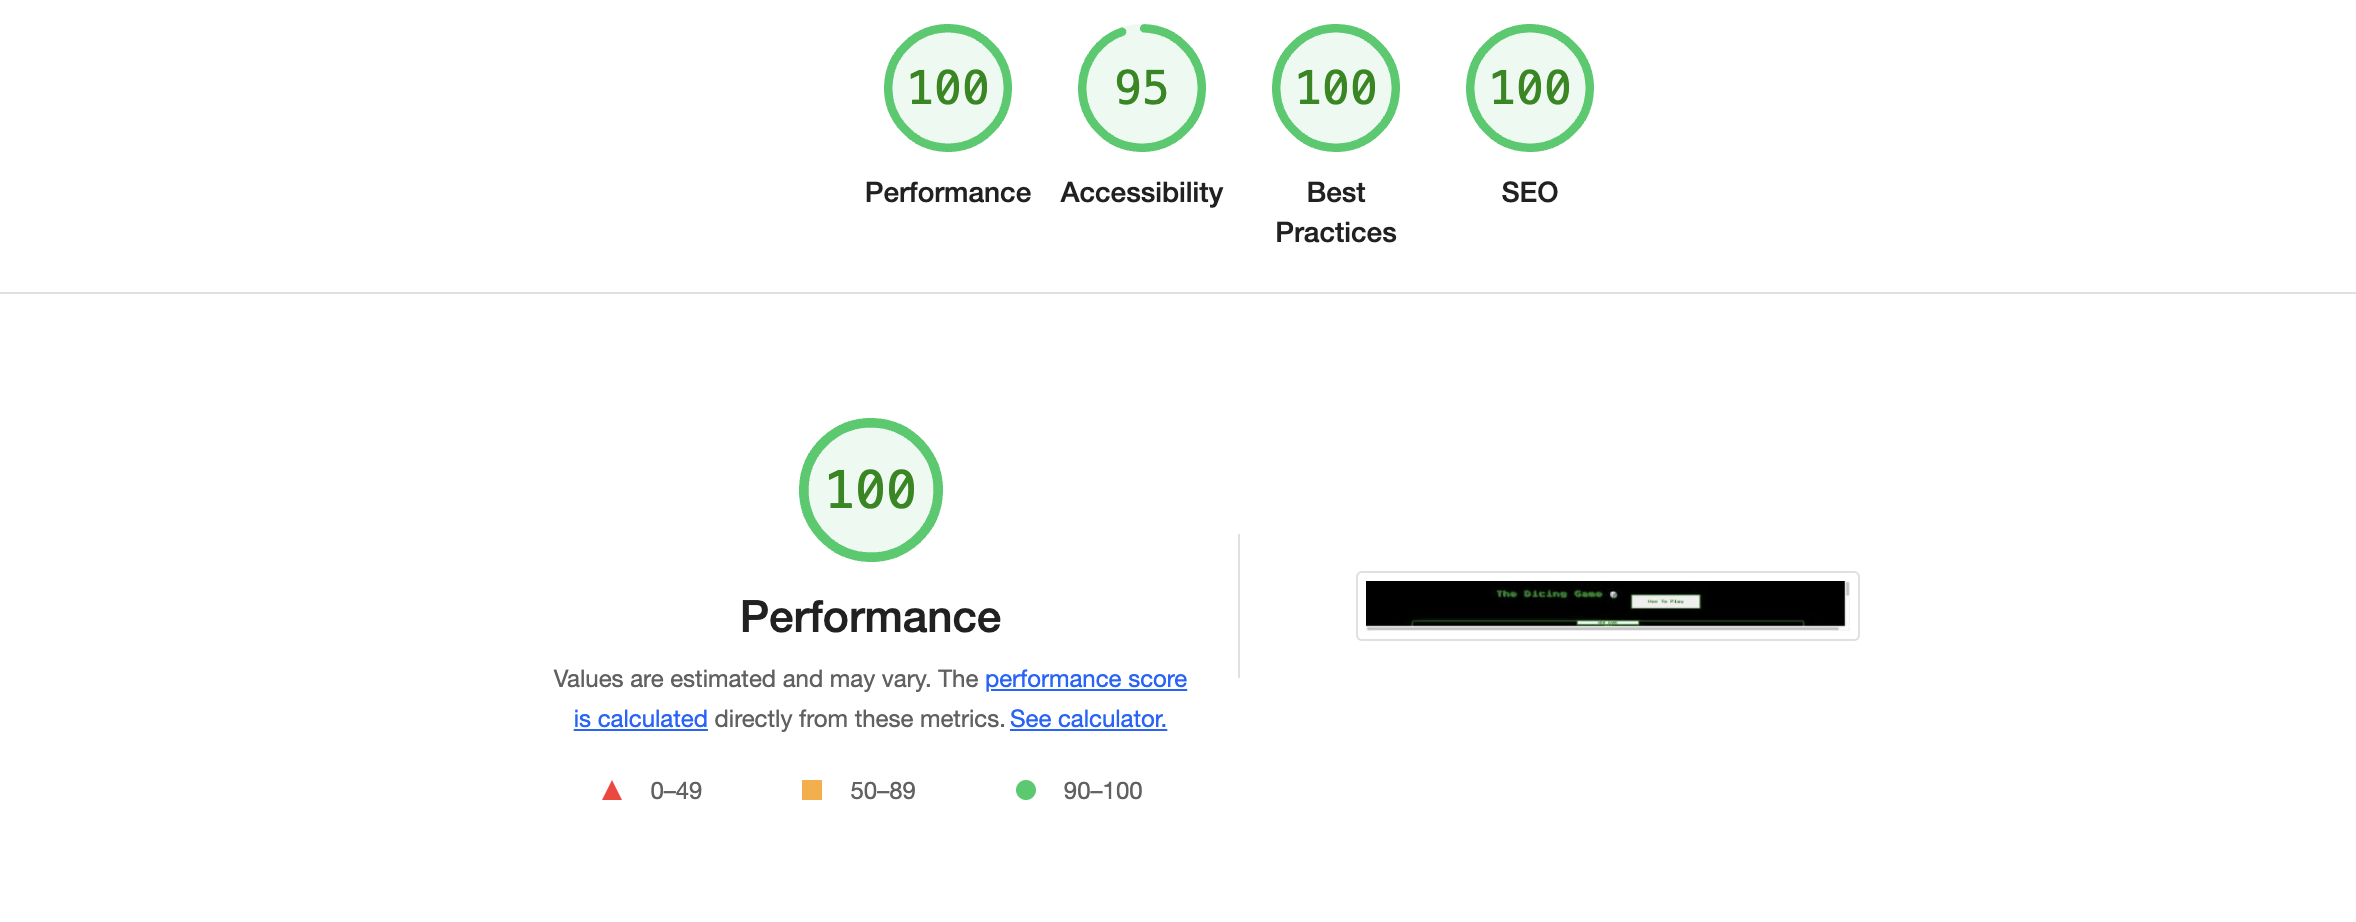 100
95
100
100
Performance
Accessibility
Best
Practices
SEO
100
Performance
Values are estimated and may vary. The performance score
is calculated directly from these metrics. See calculator.
0–49
50–89
90–100
The Dicing Game
How To Play